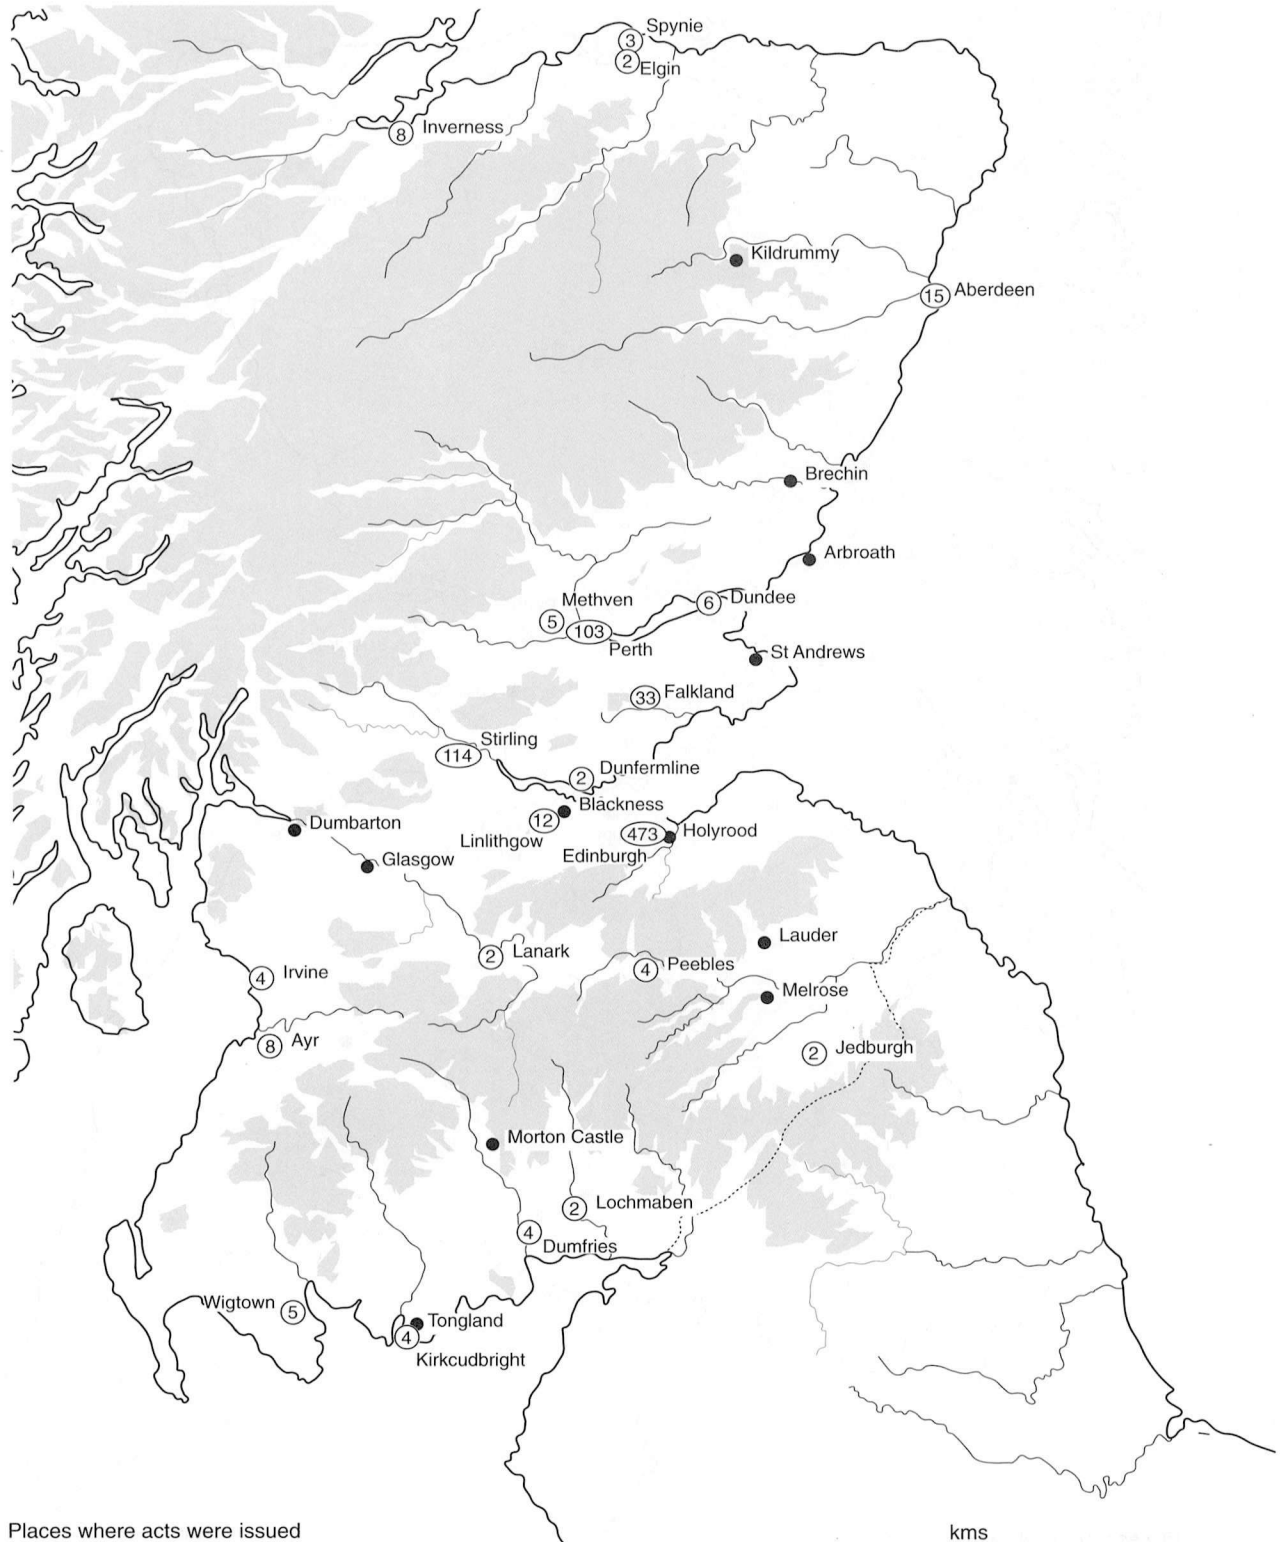 Spynie
3
2
Elgin
8
Inverness
Kildrummy
15
Aberdeen
Brechin
Arbroath
Methven
5
103
Perth
6
Dundee
St Andrews
33
Falkland
Stirling
114
2
Dunfermline
Blackness
12
Linlithgow
Dumbarton
473
Holyrood
Edinburgh
Glasgow
Lauder
2
Lanark
4
Peebles
4
Irvine
Melrose
8
Ayr
2
Jedburgh
Morton Castle
2
Lochmaben
4
Dumfries
Wigtown
5
Tongland
4
Kirkcudbright
Places where acts were issued
kms